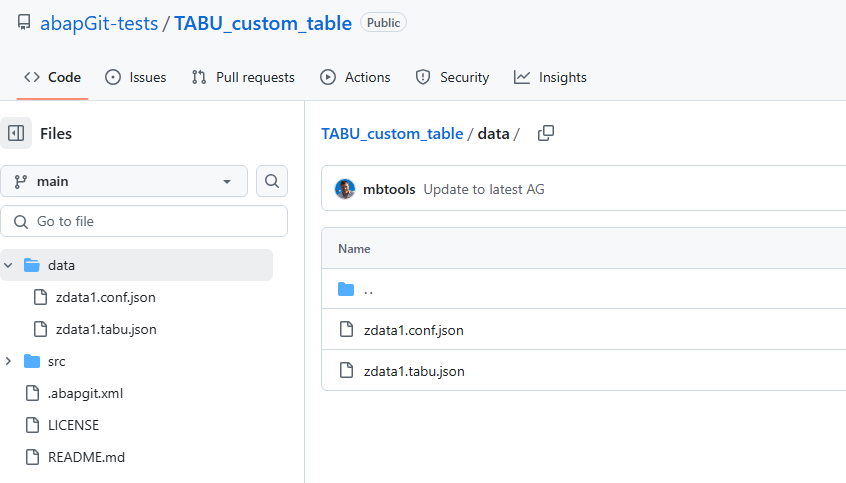 abapGit-tests / TABU_custom_table Public
Code Issues Pull requests Actions Security Insights
Files
main
Go to file
data
zdata1.conf.json
zdata1.tabu.json
src
.abapgit.xml
LICENSE
README.md
TABU_custom_table / data /
mbtools Update to latest AG
Name
..
zdata1.conf.json
zdata1.tabu.json